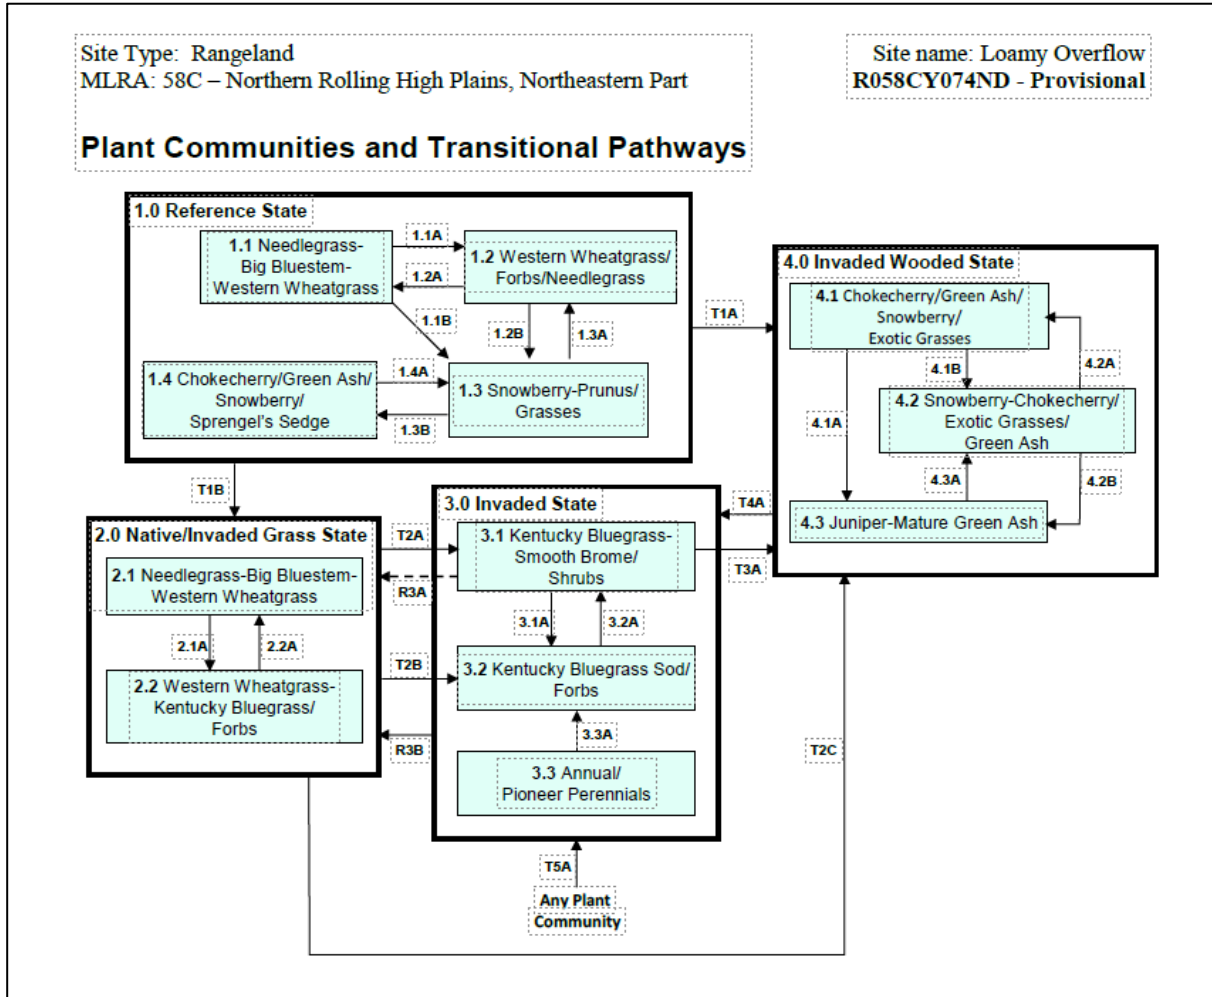 Site Type: Rangeland
MLRA: 58C – Northern Rolling High Plains, Northeastern Part
Site name: Loamy Overflow
R058CY074ND - Provisional
Plant Communities and Transitional Pathways
1.0 Reference State
1.1 Needlegrass-
Big Bluestem-
Western Wheatgrass
1.1A
1.2A
1.2 Western Wheatgrass/
Forbs/Needlegrass
1.1B
1.2B
1.3A
1.4 Chokecherry/Green Ash/
Snowberry/
Sprengel's Sedge
1.4A
1.3B
1.3 Snowberry-Prunus/
Grasses
T1A
T1B
4.0 Invaded Wooded State
4.1 Chokecherry/Green Ash/
Snowberry/
Exotic Grasses
4.1B
4.2A
4.1A
4.2 Snowberry-Chokecherry/
Exotic Grasses/
Green Ash
4.3A
4.2B
4.3 Juniper-Mature Green Ash
T4A
T3A
2.0 Native/Invaded Grass State
2.1 Needlegrass-Big Bluestem-
Western Wheatgrass
2.1A
2.2A
2.2 Western Wheatgrass-
Kentucky Bluegrass/
Forbs
T2A
R3A
T2B
R3B
3.0 Invaded State
3.1 Kentucky Bluegrass-
Smooth Brome/
Shrubs
3.1A
3.2A
3.2 Kentucky Bluegrass Sod/
Forbs
3.3A
3.3 Annual/
Pioneer Perennials
T2C
T5A
Any Plant
Community